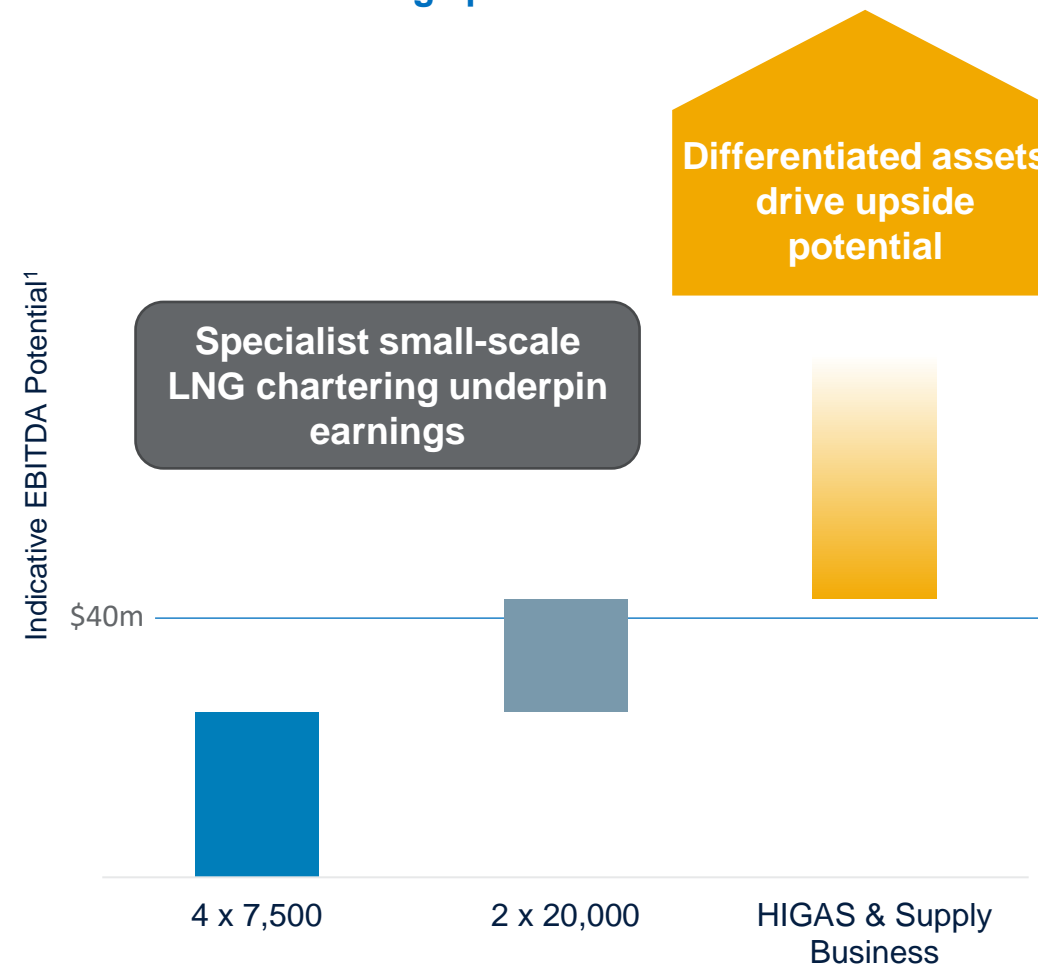 Differentiated assets
drive upside
potential
Specialist small-scale
LNG chartering underpin
earnings
Indicative EBITDA Potential¹
$40m
4 x 7,500
2 x 20,000
HIGAS & Supply
Business